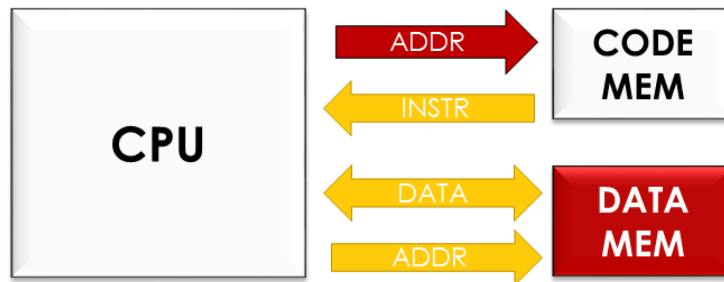 CPU
ADDR
INSTR
DATA
ADDR
CODE
MEM
DATA
MEM